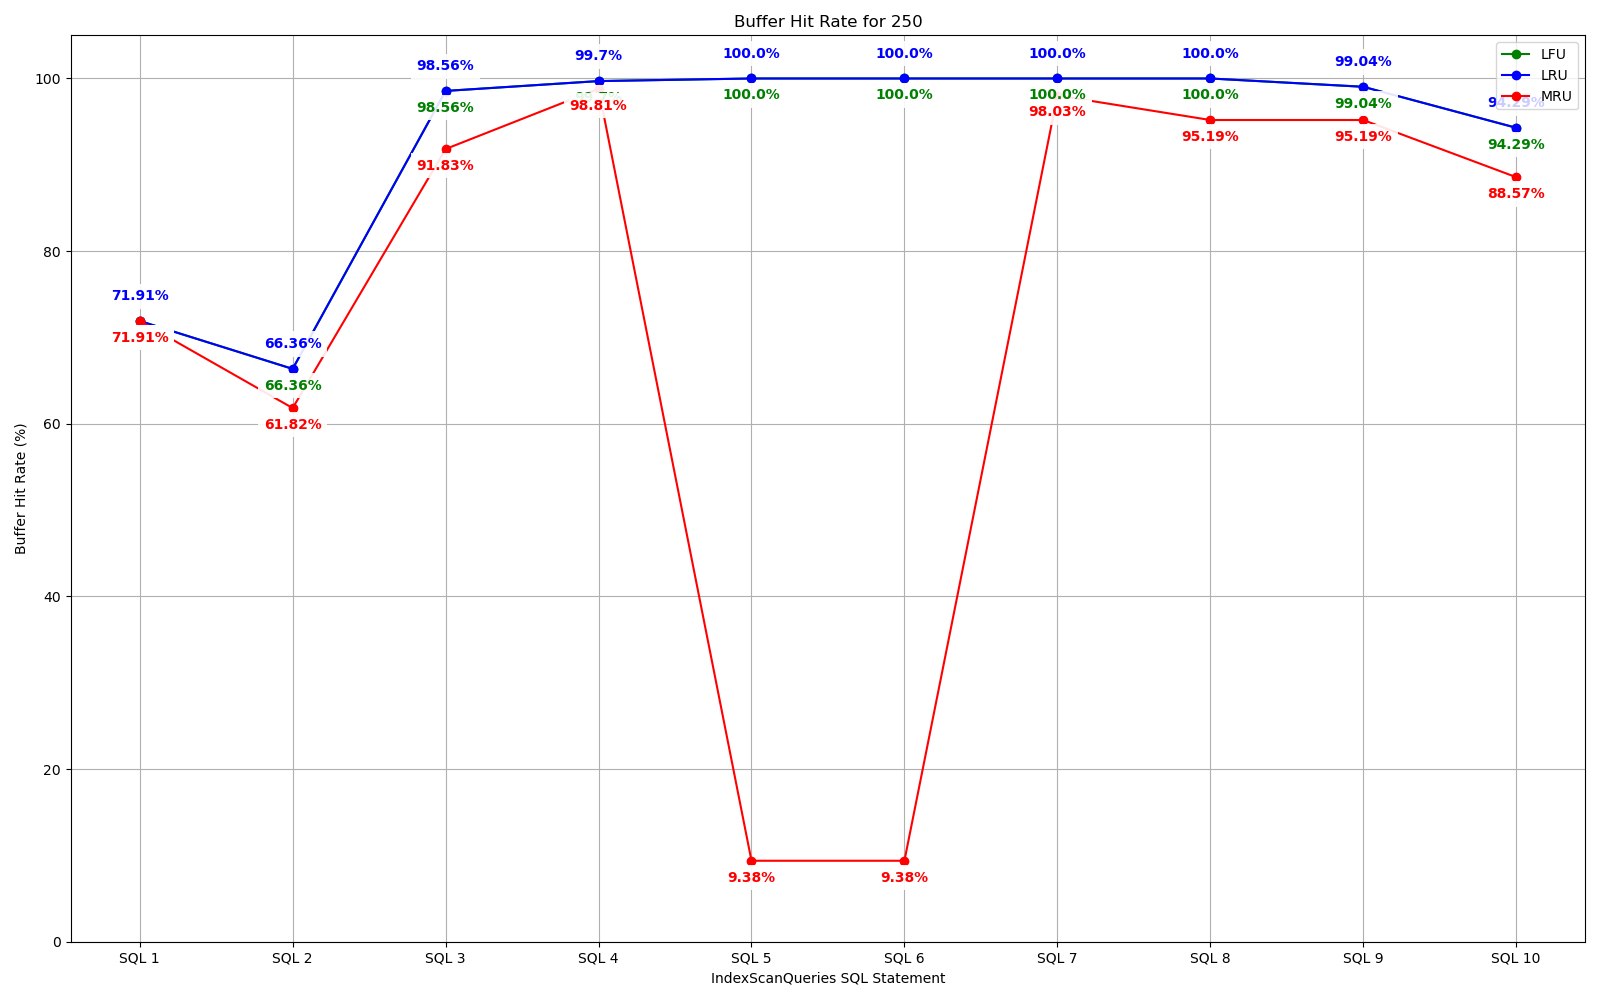 Buffer Hit Rate for 250
LFU
LRU
MRU
Buffer Hit Rate (%)
100
80
60
40
20
0
71.91%
66.36%
98.56%
99.7%
100.0%
100.0%
100.0%
100.0%
99.04%
94.29%
66.36%
98.56%
100.0%
100.0%
100.0%
100.0%
99.04%
94.29%
71.91%
61.82%
91.83%
98.81%
9.38%
9.38%
98.03%
95.19%
95.19%
88.57%
SQL 1
SQL 2
SQL 3
SQL 4
SQL 5
SQL 6
SQL 7
SQL 8
SQL 9
SQL 10
IndexScanQueries SQL Statement